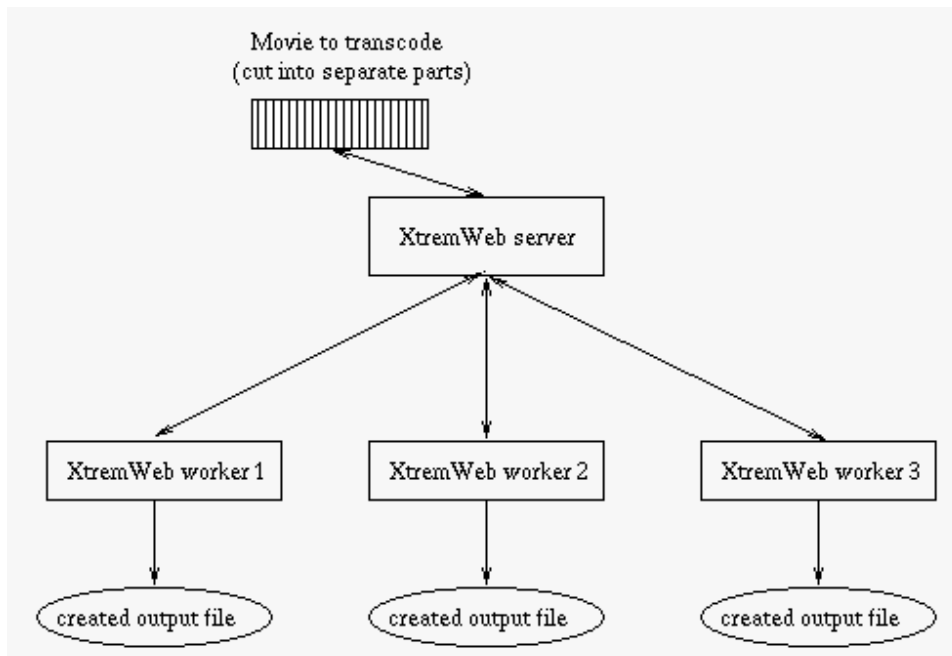 Movie to transcode
(cut into separate parts)
XtremWeb server
XtremWeb worker 1
XtremWeb worker 2
XtremWeb worker 3
created output file
created output file
created output file